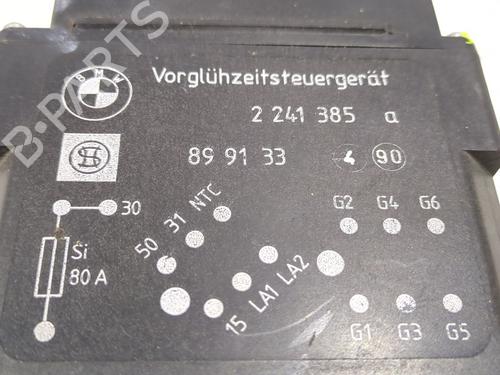 B-PARTS
BMW
Vorglühzeitsteuergerät
2 241 385 a
89 91 33 4 90
30
50 31 NTC
G2 G4 G6
Si
80 A
15 LA1 LA2
G1 G3 G5